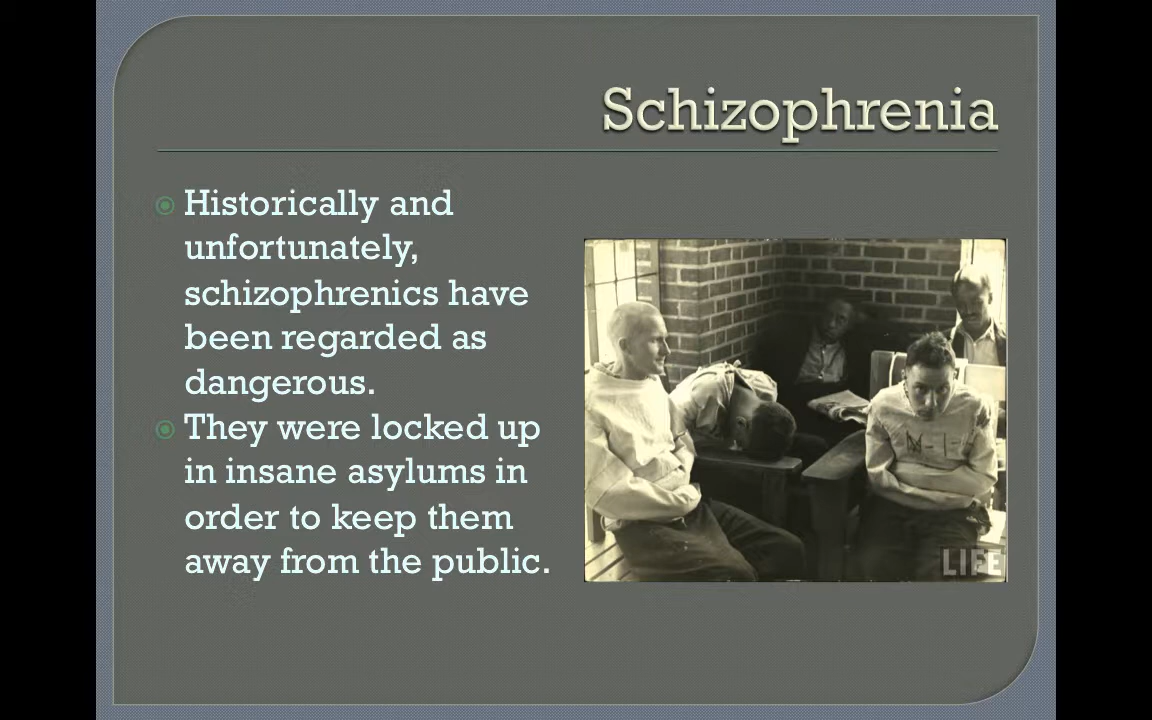 Schizophrenia
Historically and
unfortunately,
schizophrenics have
been regarded as
dangerous.
They were locked up
in insane asylums in
order to keep them
away from the public.
M-1-
LIFE